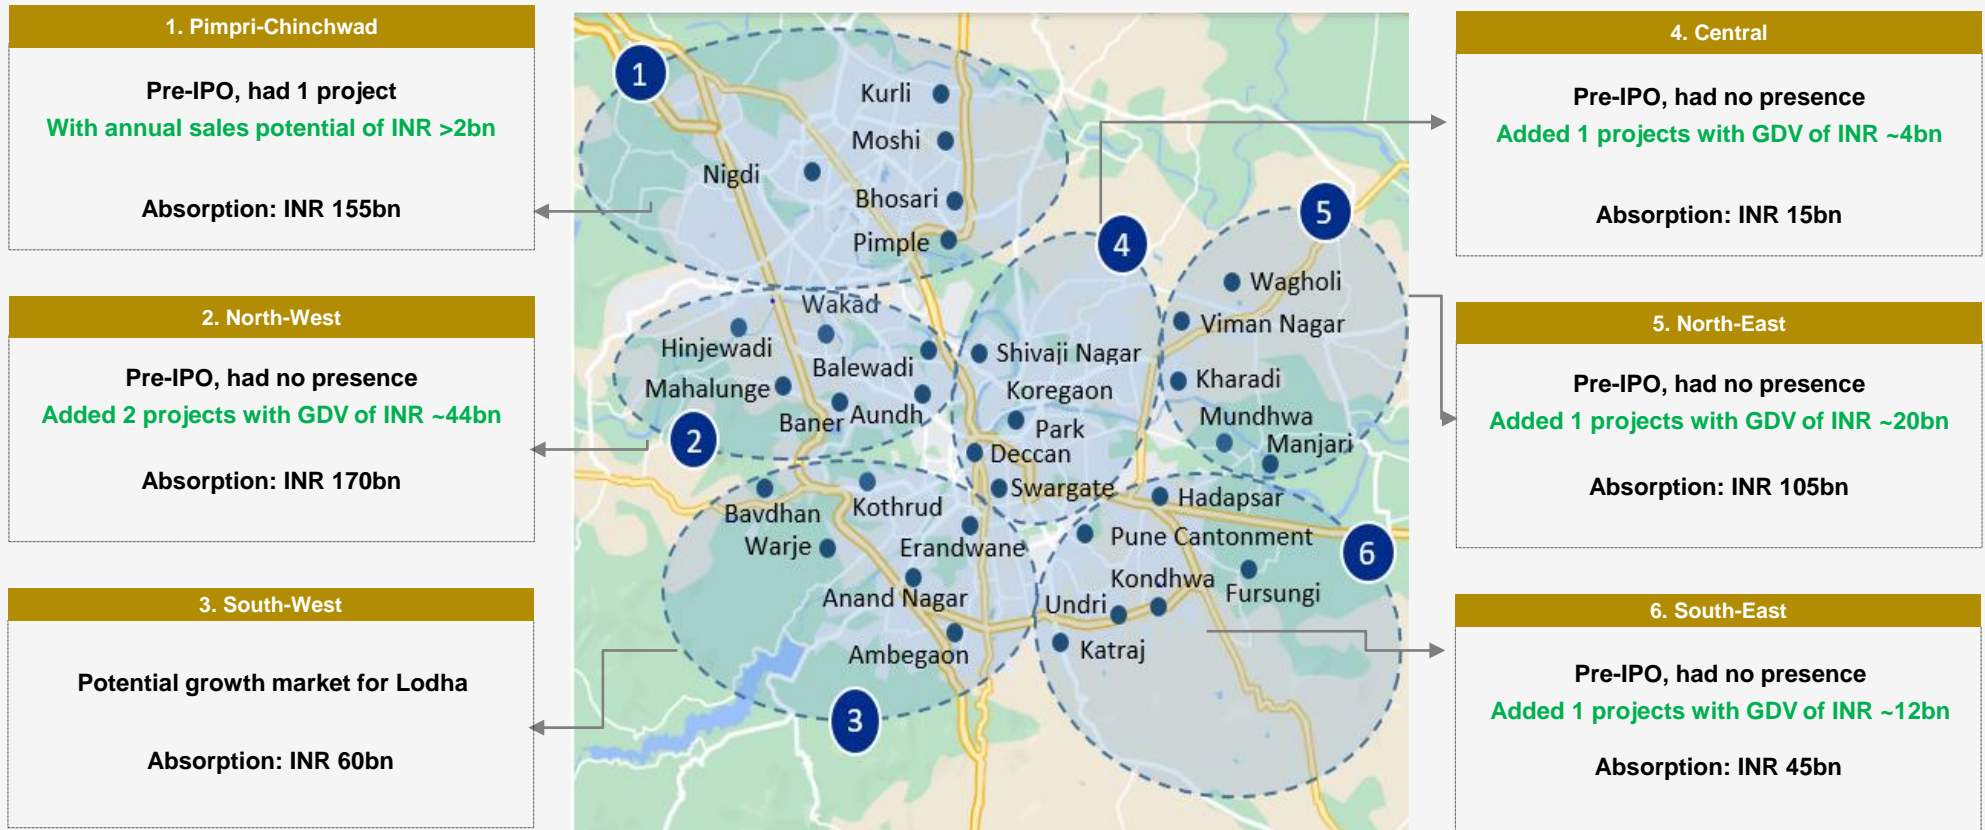 1. Pimpri-Chinchwad
Pre-IPO, had 1 project
With annual sales potential of INR >2bn
Absorption: INR 155bn
2. North-West
Pre-IPO, had no presence
Added 2 projects with GDV of INR ~44bn
Absorption: INR 170bn
3. South-West
Potential growth market for Lodha
Absorption: INR 60bn
1
Kurli
Moshi
Nigdi
Bhosari
Pimple
2
Wakad
Hinjewadi
Balewadi
Mahalunge
Baner
Aundh
3
Bavdhan
Kothrud
Warje
Erandwane
Anand Nagar
Ambegaon
4
Shivaji Nagar
Koregaon
Park
Deccan
Swargate
5
Wagholi
Viman Nagar
Kharadi
Mundhwa
Manjari
6
Hadapsar
Pune Cantonment
Kondhwa
Fursungi
Undri
Katraj
4. Central
Pre-IPO, had no presence
Added 1 projects with GDV of INR ~4bn
Absorption: INR 15bn
5. North-East
Pre-IPO, had no presence
Added 1 projects with GDV of INR ~20bn
Absorption: INR 105bn
6. South-East
Pre-IPO, had no presence
Added 1 projects with GDV of INR ~12bn
Absorption: INR 45bn